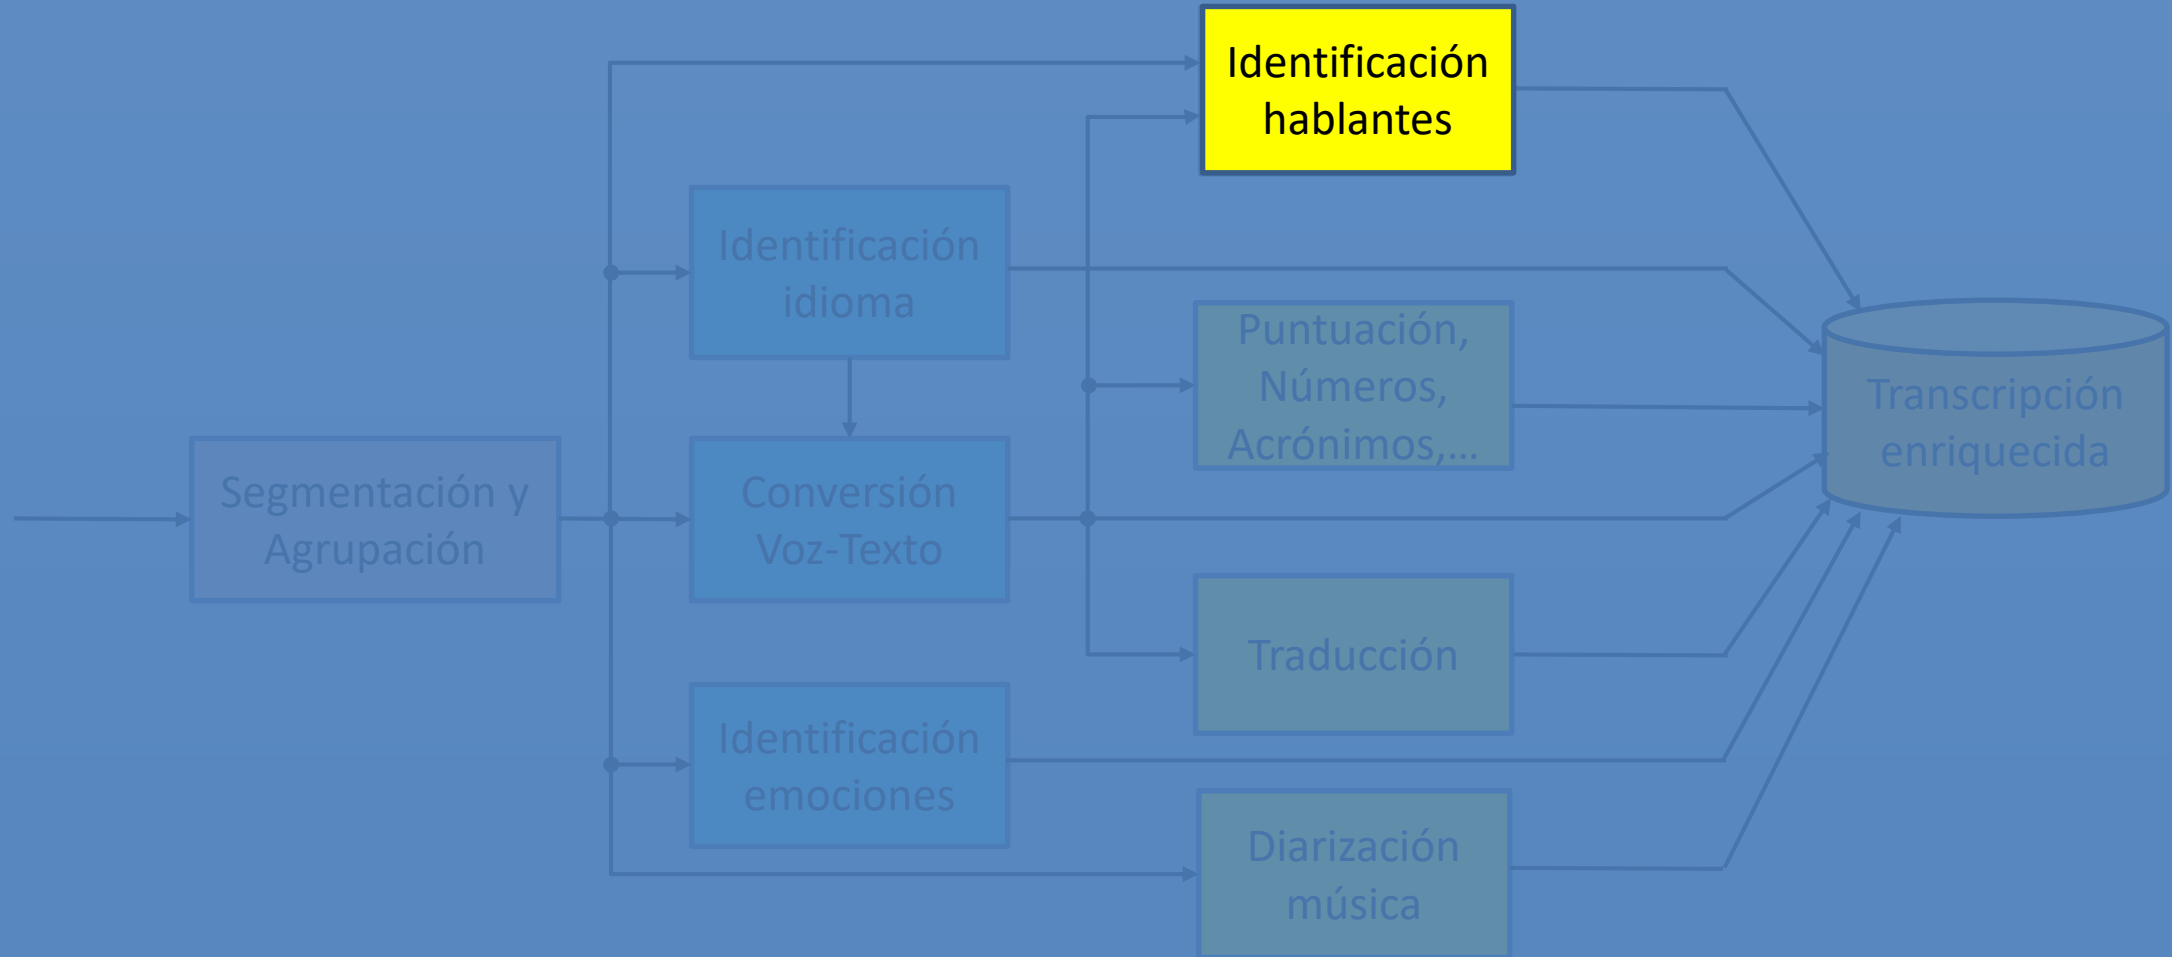 Identificación
hablantes
Identificación
idioma
Puntuación,
Números,
Acrónimos,...
Transcripción
enriquecida
Segmentación y
Agrupación
Conversión
Voz-Texto
Traducción
Identificación
emociones
Diarización
música